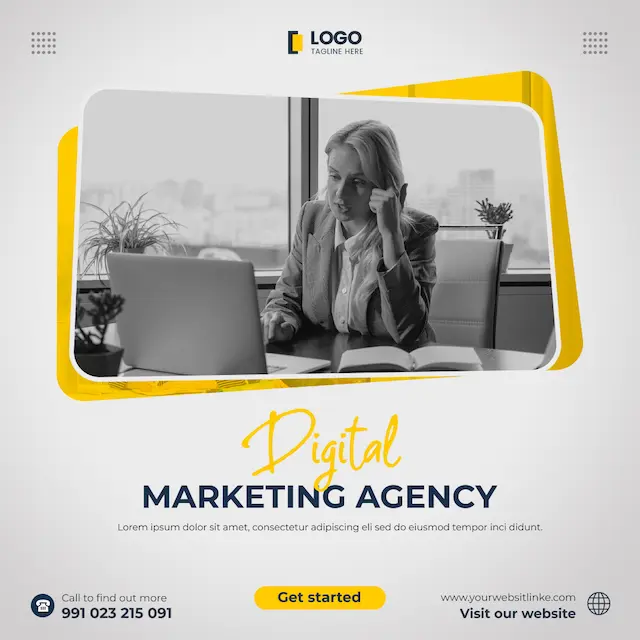 LOGO
TAGLINE HERE
Digital
MARKETING AGENCY
Lorem ipsum dolor sit amet, consectetur adipiscing eli sed do eiusmod tempor inci didunt.
Call to find out more
991 023 215 091
Get started
www.yourwebsitlinke.com
Visit our website